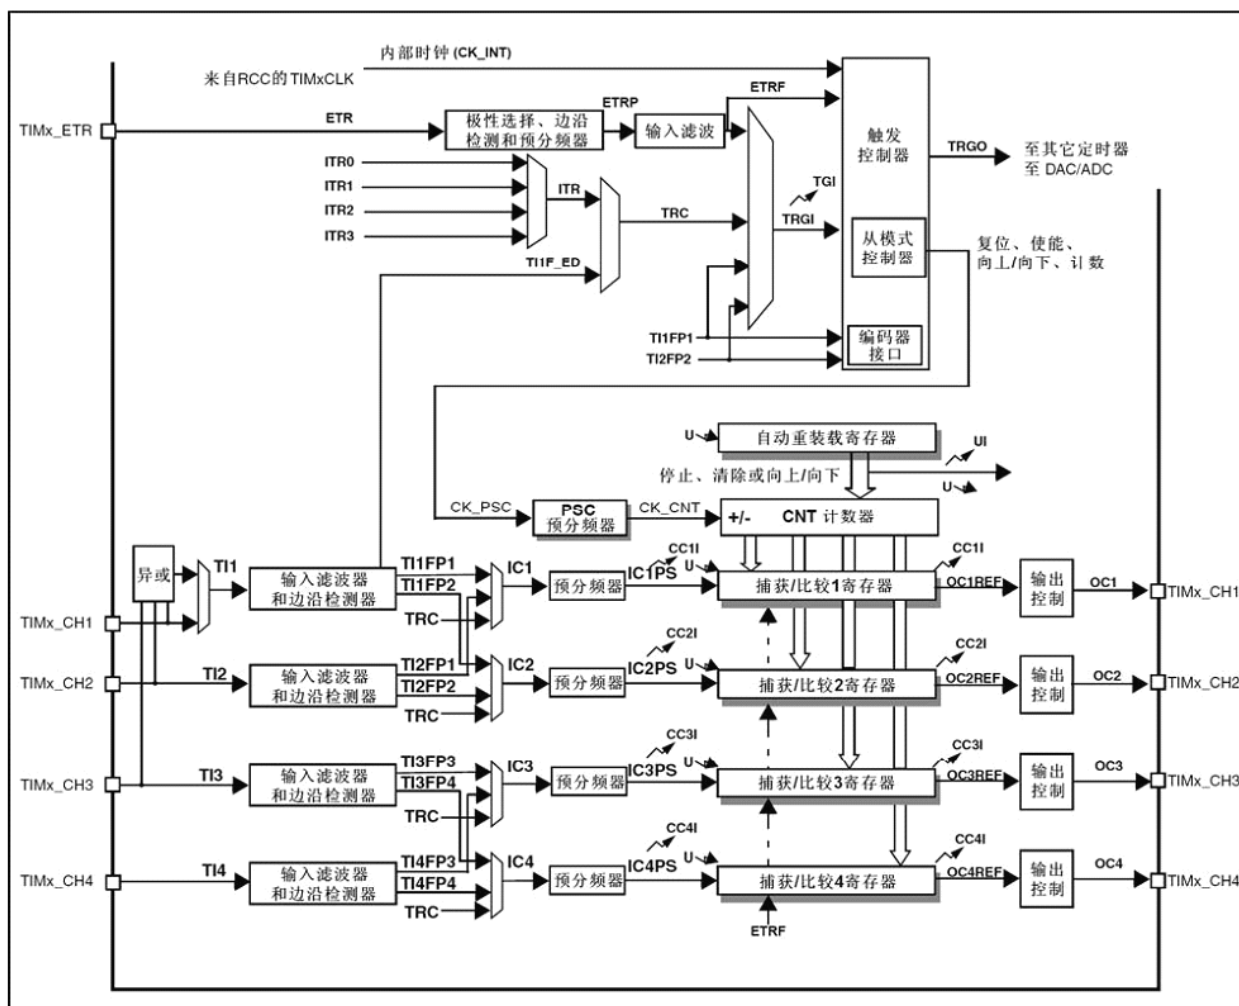 内部时钟 (CK_INT)
来自RCC的TIMxCLK
ETRF
ETRP
TIMx_ETR
ETR
极性选择、边沿
检测和预分频器
输入滤波
触发
控制器
TRGO
至其它定时器
至 DAC/ADC
ITR0
ITR1
ITR2
ITR3
ITR
TRC
TGI
TRGI
TI1F_ED
从模式
控制器
复位、使能、
向上/向下、计数
TI1FP1
TI2FP2
编码器
接口
U
自动重装载寄存器
UI
U
停止、清除或向上/向下
CK_PSC
PSC
预分频器
CK_CNT
+/-
CNT 计数器
异或
TI1
输入滤波器
和边沿检测器
TI1FP1
TI1FP2
TRC
IC1
预分频器
IC1PS
CC1I
U
捕获/比较1寄存器
CC1I
OC1REF
输出
控制
OC1
TIMx_CH1
TIMx_CH1
TIMx_CH2
TI2
输入滤波器
和边沿检测器
TI2FP1
TI2FP2
TRC
IC2
预分频器
IC2PS
CC2I
U
捕获/比较2寄存器
CC2I
OC2REF
输出
控制
OC2
TIMx_CH2
TIMx_CH3
TI3
输入滤波器
和边沿检测器
TI3FP3
TI3FP4
TRC
IC3
预分频器
IC3PS
CC3I
U
捕获/比较3寄存器
CC3I
OC3REF
输出
控制
OC3
TIMx_CH3
TIMx_CH4
TI4
输入滤波器
和边沿检测器
TI4FP3
TI4FP4
TRC
IC4
预分频器
IC4PS
CC4I
U
捕获/比较4寄存器
CC4I
OC4REF
输出
控制
OC4
TIMx_CH4
ETRF